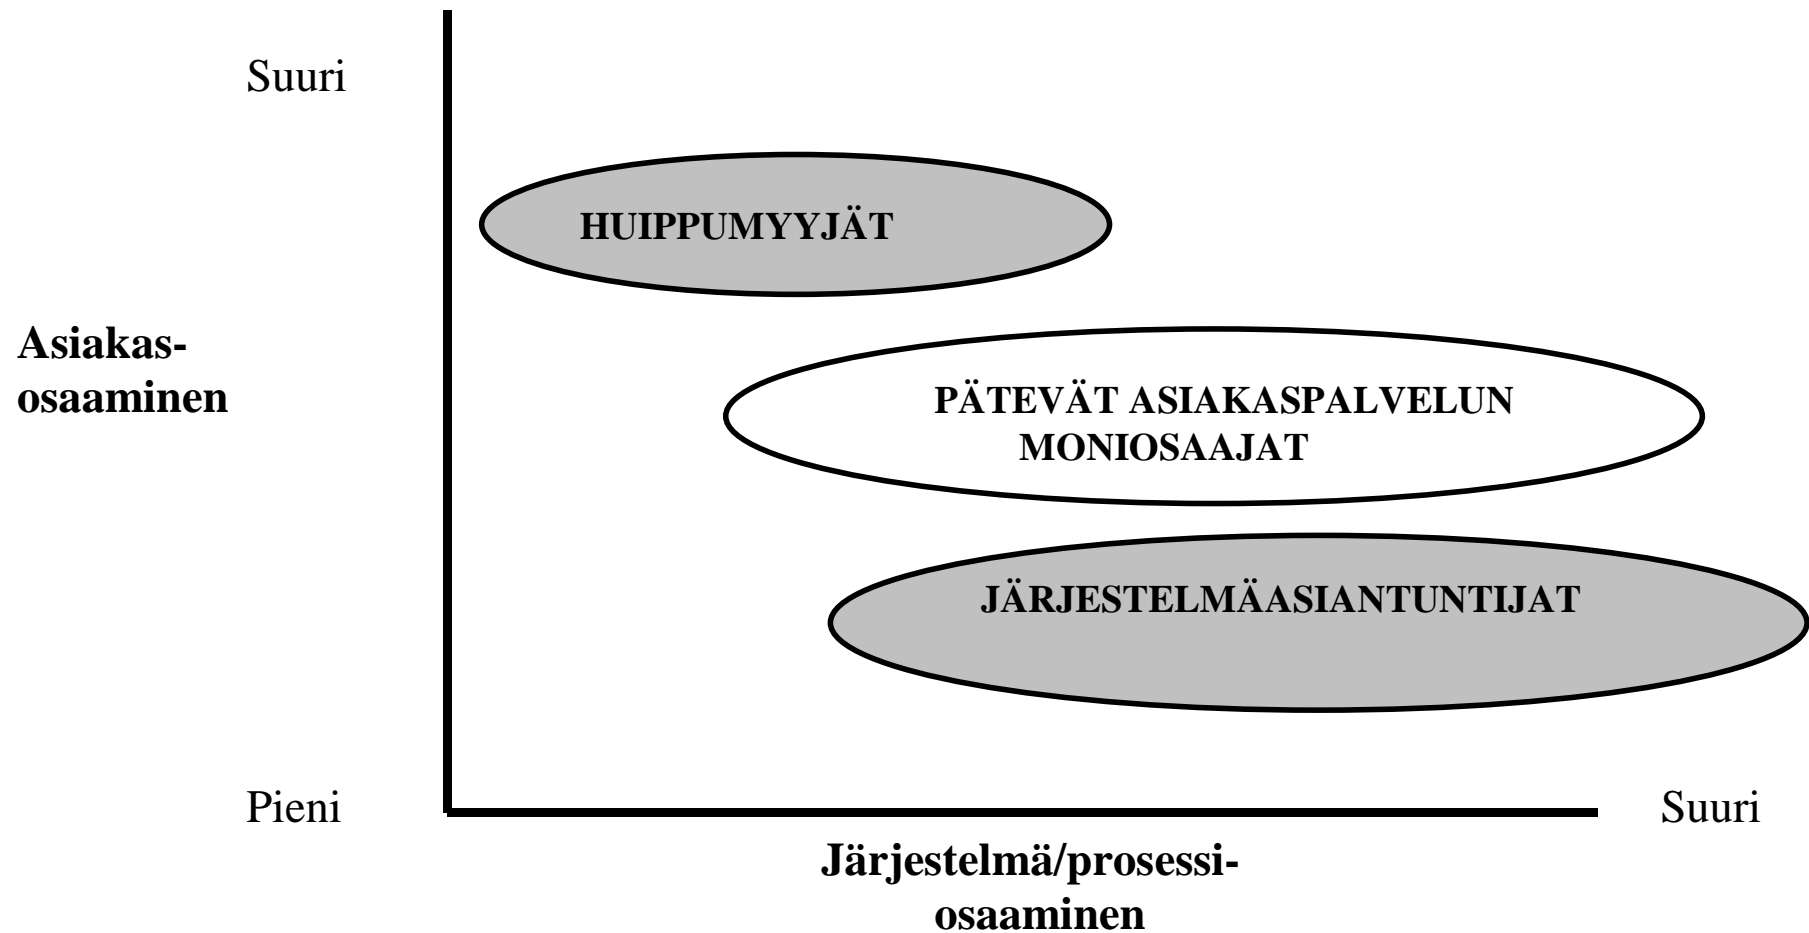 Suuri
HUIPPUMYYJÄT
Asiakas-
osaaminen
PÄTEVÄT ASIAKASPALVELUN
MONIOSAAJAT
JÄRJESTELMÄASIANTUNTIJAT
Pieni
Suuri
Järjestelmä/prosessi-
osaaminen